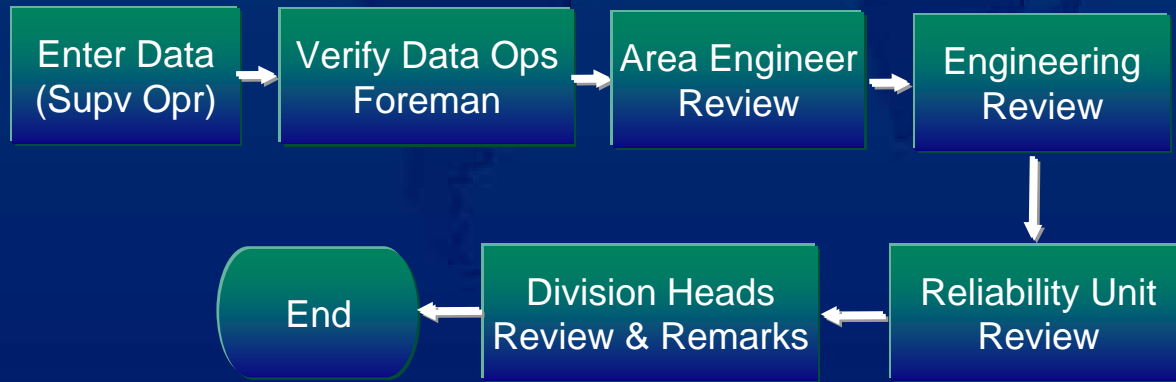 Enter Data
(Supv Opr)
Verify Data Ops
Foreman
Area Engineer
Review
Engineering
Review
Reliability Unit
Review
Division Heads
Review & Remarks
End